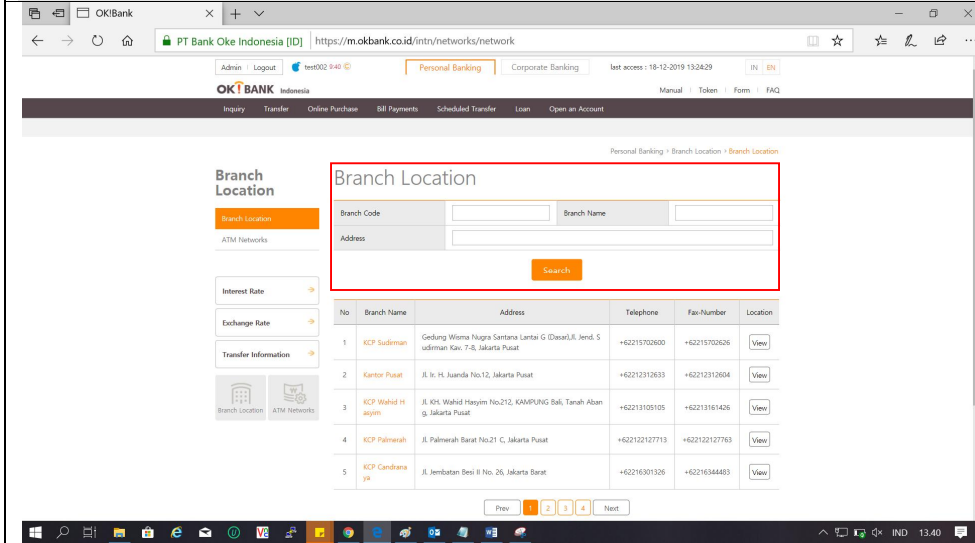 OK!Bank
PT Bank Oke Indonesia [ID] https://m.okbank.co.id/intn/networks/network
Admin Logout test002 9:40 Personal Banking Corporate Banking last access : 18-12-2019 13:24:29 IN EN
OK! BANK Indonesia Manual Token Form FAQ
Inquiry Transfer Online Purchase Bill Payments Scheduled Transfer Loan Open an Account
Personal Banking > Branch Location > Branch Location
Branch
Location
Branch Location
ATM Networks
Interest Rate
Exchange Rate
Transfer Information
Branch Location ATM Networks
Branch Location
Branch Code Branch Name
Address
Search
No Branch Name Address Telephone Fax-Number Location
1 KCP Sudirman Gedung Wisma Nugra Santana Lantai G (Dasar),Jl. Jend. S
udirman Kav. 7-8, Jakarta Pusat +62215702600 +62215702626 View
2 Kantor Pusat Jl. Ir. H. Juanda No.12, Jakarta Pusat +62212312633 +62212312604 View
3 KCP Wahid H
asyim Jl. KH. Wahid Hasyim No.212, KAMPUNG Bali, Tanah Aban
g, Jakarta Pusat +62213105105 +62213161426 View
4 KCP Palmerah Jl. Palmerah Barat No.21 C, Jakarta Pusat +622122127713 +622122127763 View
5 KCP Candrana
ya Jl. Jembatan Besi II No. 26, Jakarta Barat +62216301326 +62216344483 View
Prev 1 2 3 4 Next
IND 13.40